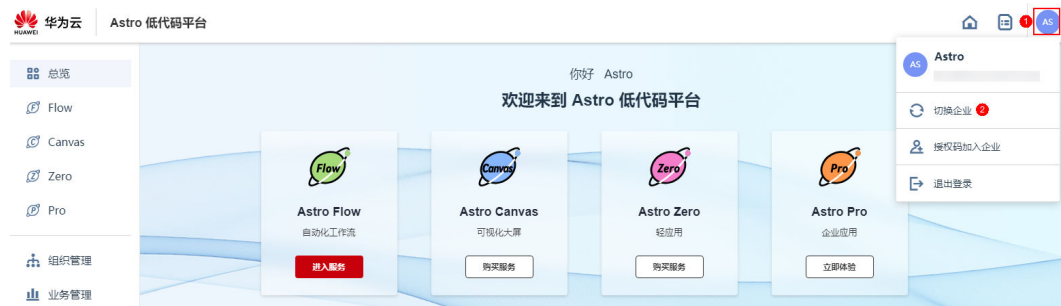 HUAWEI
华为云
Astro 低代码平台
1
AS
总览
Flow
Canvas
Zero
Pro
组织管理
业务管理
你好 Astro
欢迎来到 Astro 低代码平台
Flow
Astro Flow
自动化工作流
进入服务
Canvas
Astro Canvas
可视化大屏
购买服务
Zero
Astro Zero
轻应用
购买服务
Pro
Astro Pro
企业应用
立即体验
AS
Astro
切换企业 2
授权码加入企业
退出登录